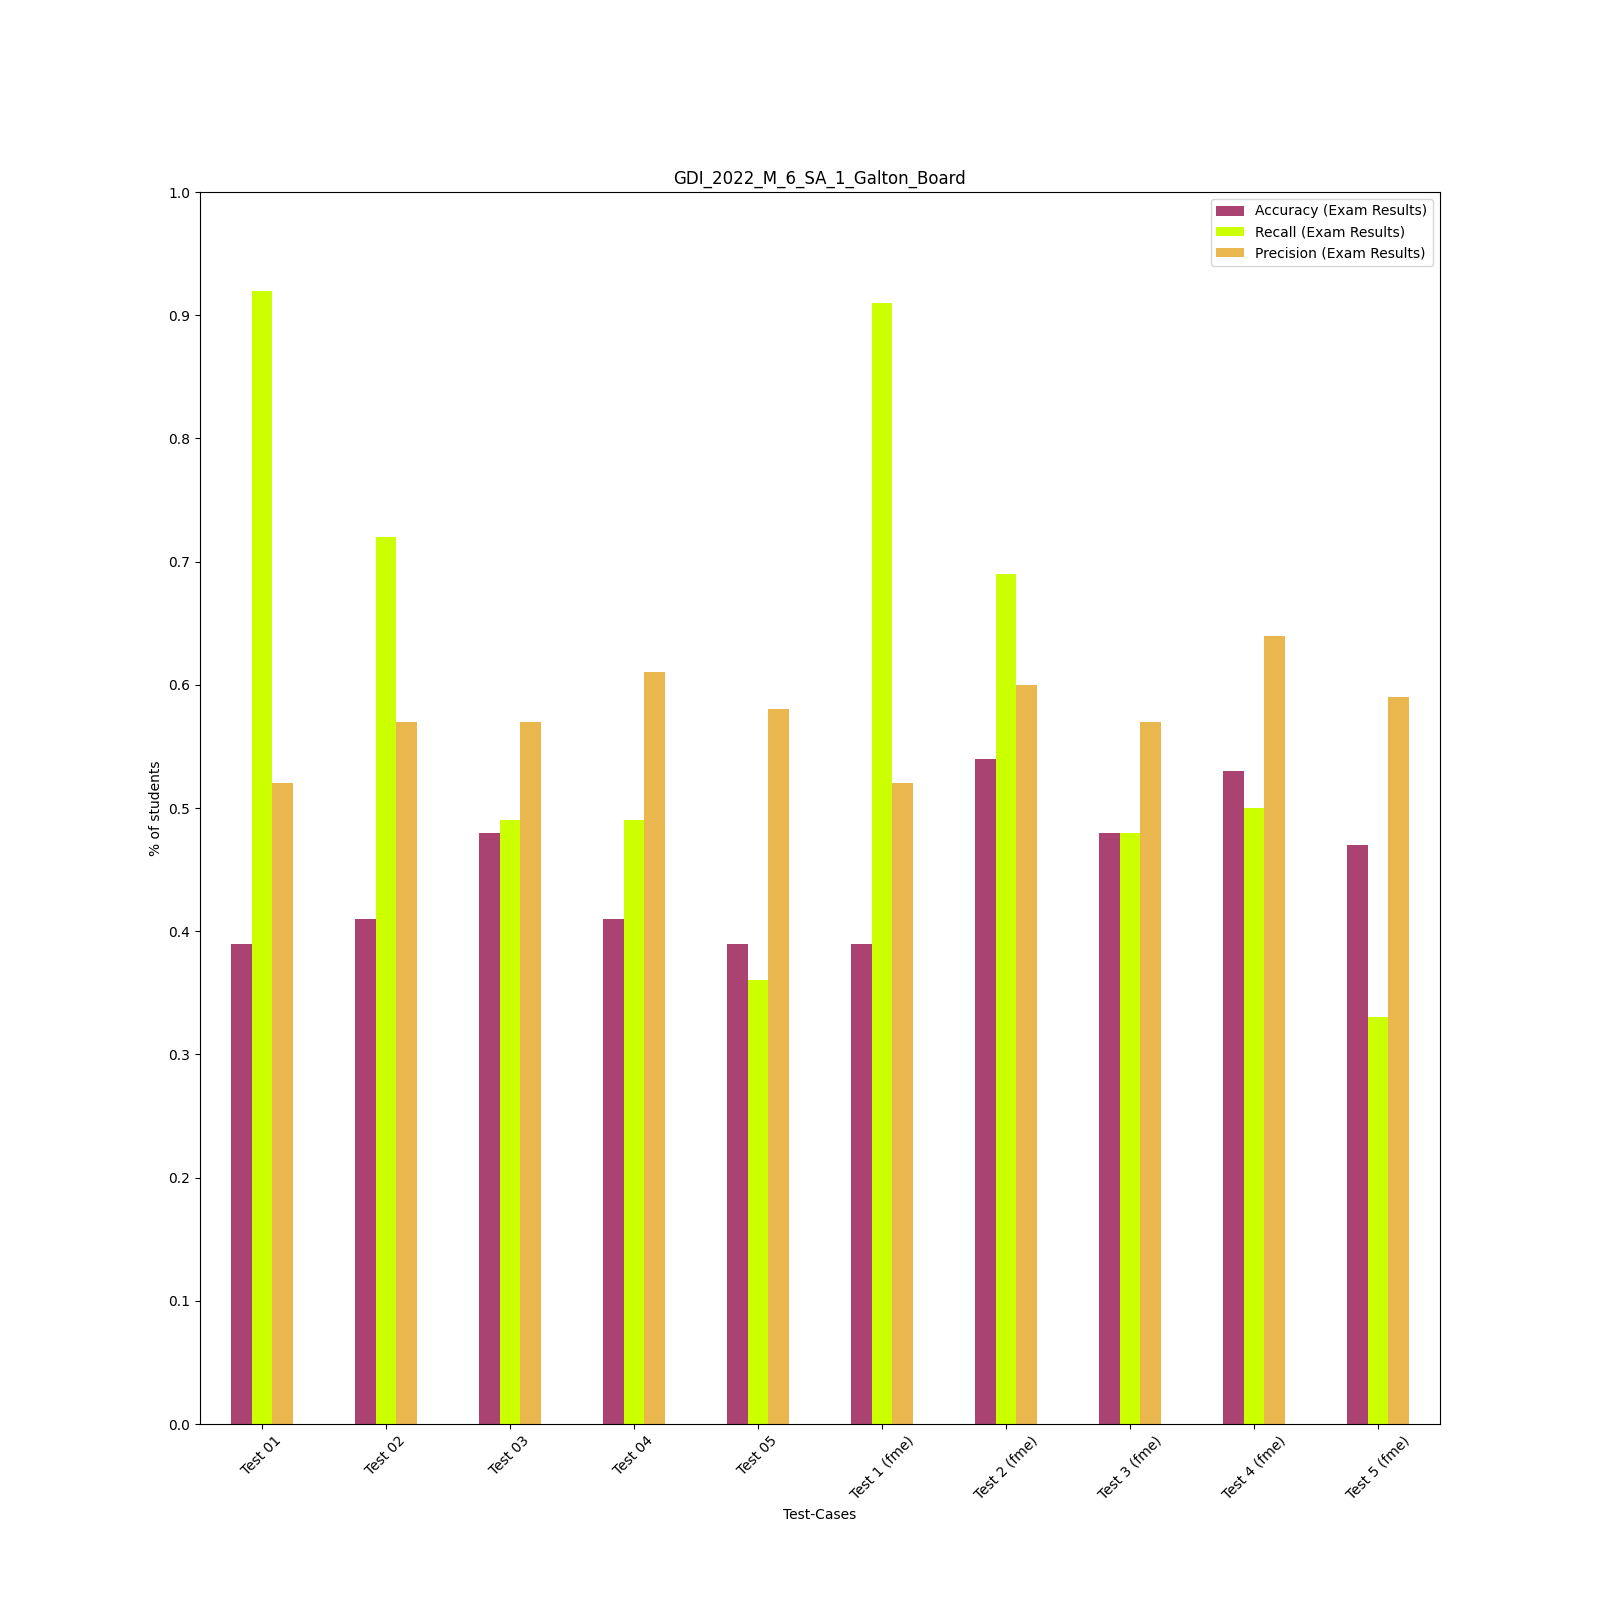 GDI_2022_M_6_SA_1_Galton_Board
Accuracy (Exam Results)
Recall (Exam Results)
Precision (Exam Results)
1.0
0.9
0.8
0.7
0.6
0.5
0.4
0.3
0.2
0.1
0.0
% of students
Test 01
Test 02
Test 03
Test 04
Test 05
Test 1 (fme)
Test 2 (fme)
Test 3 (fme)
Test 4 (fme)
Test 5 (fme)
Test-Cases